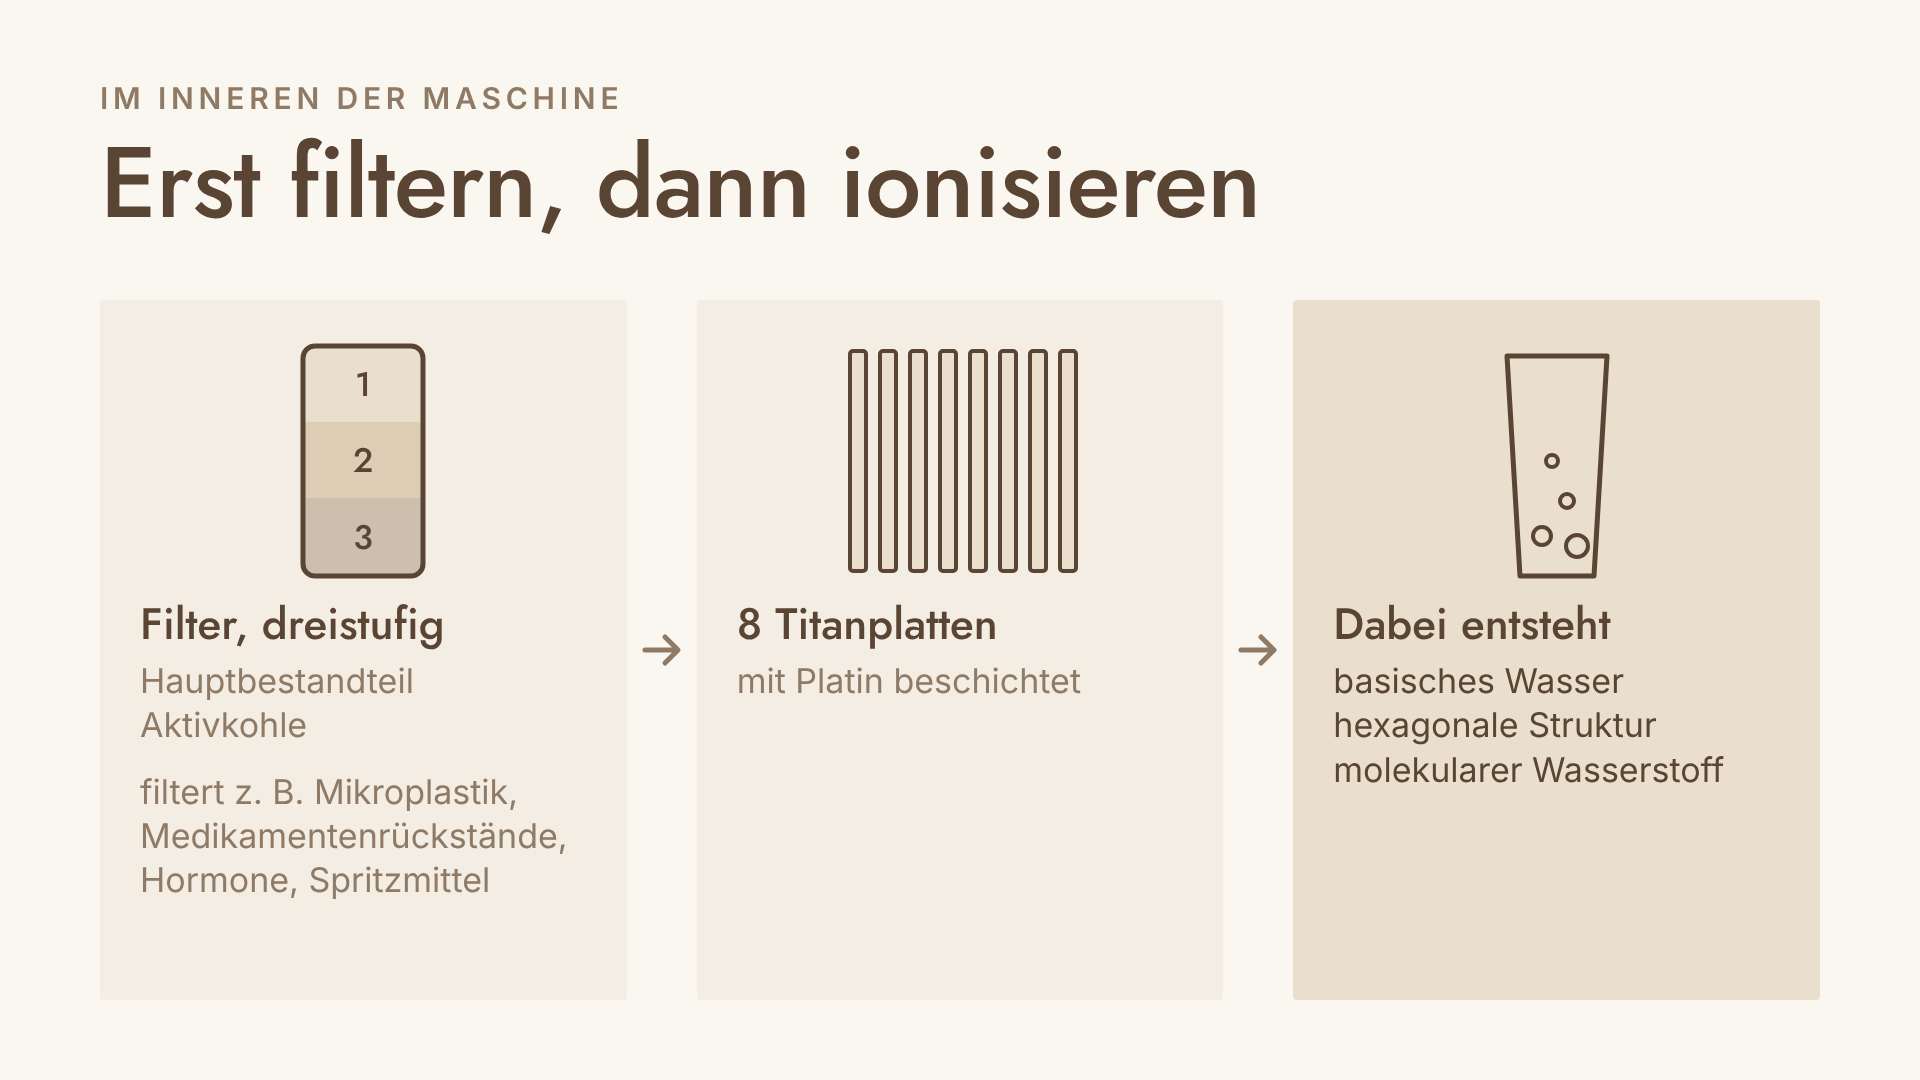 IM INNEREN DER MASCHINE
Erst filtern, dann ionisieren
1
2
3
Filter, dreistufig
Hauptbestandteil
Aktivkohle
filtert z. B. Mikroplastik,
Medikamentenrückstände,
Hormone, Spritzmittel
8 Titanplatten
mit Platin beschichtet
Dabei entsteht
basisches Wasser
hexagonale Struktur
molekularer Wasserstoff